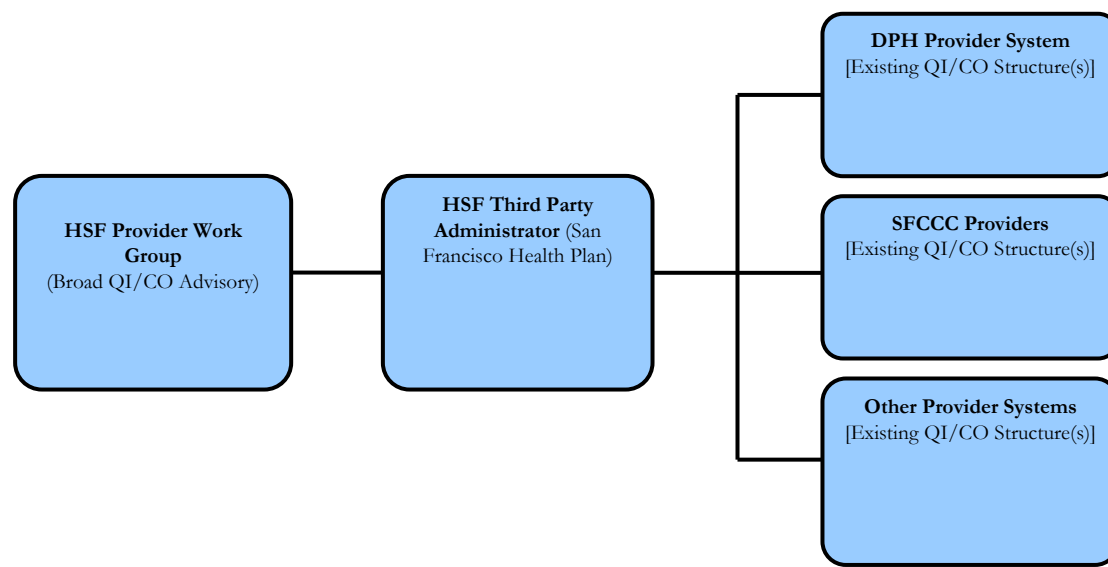 HSF Provider Work
Group
(Broad QI/CO Advisory)
HSF Third Party
Administrator (San
Francisco Health Plan)
DPH Provider System
[Existing QI/CO Structure(s)]
SFCCC Providers
[Existing QI/CO Structure(s)]
Other Provider Systems
[Existing QI/CO Structure(s)]